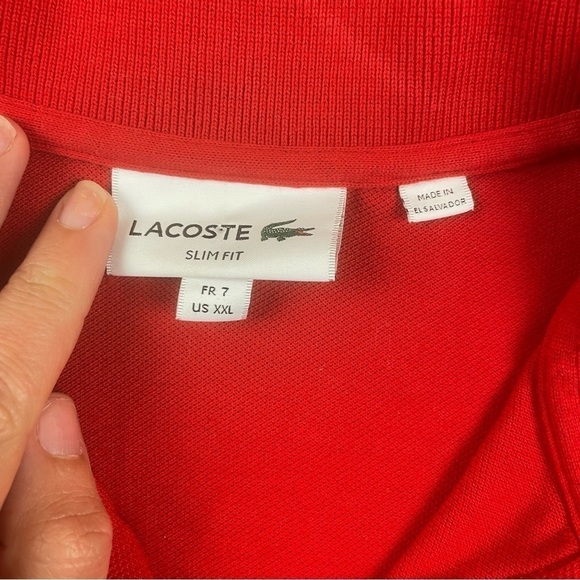 LACOSTE
SLIM FIT
FR 7
US XXL
MADE IN
EL SALVADOR